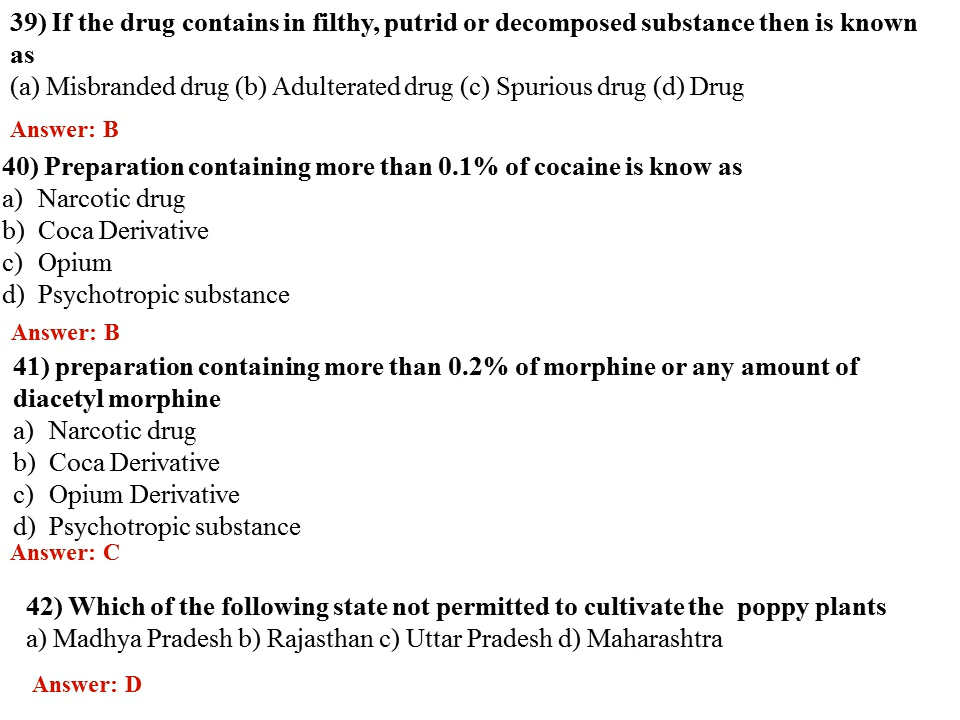 39) If the drug contains in filthy, putrid or decomposed substance then is known
as
(a) Misbranded drug (b) Adulterated drug (c) Spurious drug (d) Drug
Answer: B
40) Preparation containing more than 0.1% of cocaine is know as
a) Narcotic drug
b) Coca Derivative
c) Opium
d) Psychotropic substance
Answer: B
41) preparation containing more than 0.2% of morphine or any amount of
diacetyl morphine
a) Narcotic drug
b) Coca Derivative
c) Opium Derivative
d) Psychotropic substance
Answer: C
42) Which of the following state not permitted to cultivate the poppy plants
a) Madhya Pradesh b) Rajasthan c) Uttar Pradesh d) Maharashtra
Answer: D